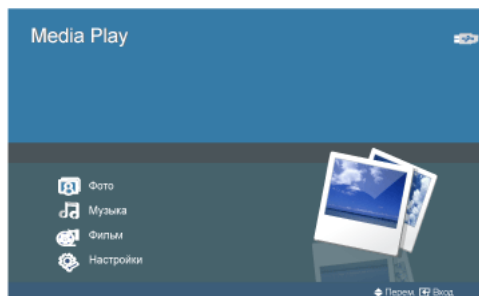 Media Play
Фото
Музыка
Фильм
Настройки
Перем. Вход